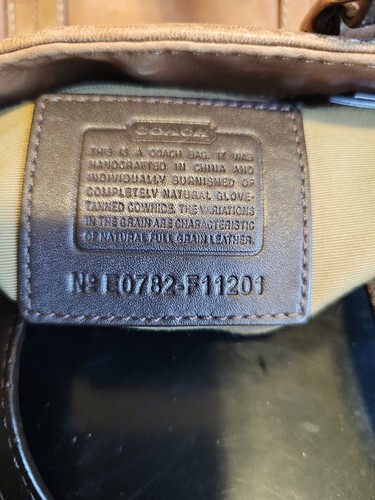 COACH
THIS IS A COACH BAG. IT WAS
HANDCRAFTED IN CHINA AND
INDIVIDUALLY BURNISHED OF
COMPLETELY NATURAL GLOVE-
TANNED COWHIDE. THE VARIATIONS
IN THE GRAIN ARE CHARACTERISTIC
OF NATURAL FULL GRAIN LEATHER.
Nº E0782-F11201